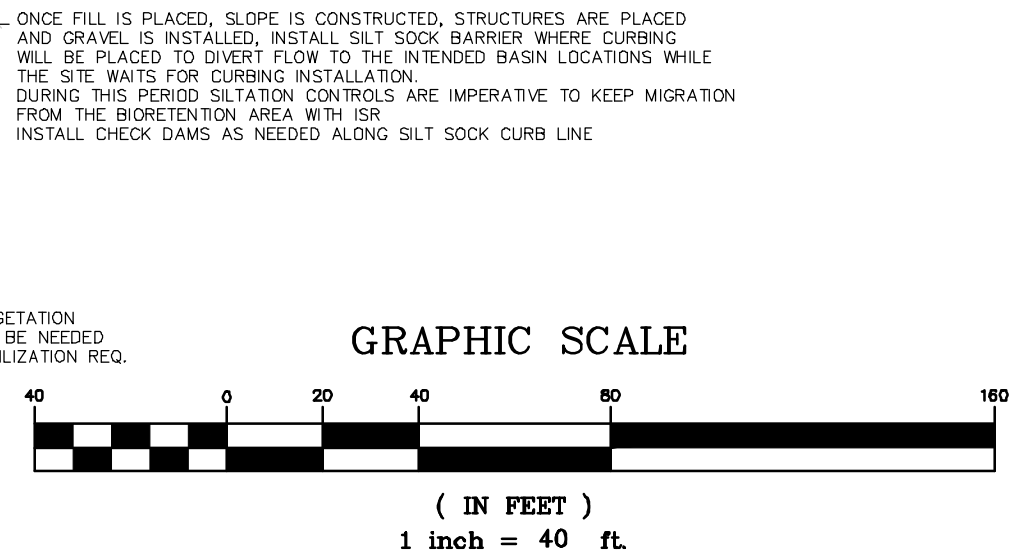 ONCE FILL IS PLACED, SLOPE IS CONSTRUCTED, STRUCTURES ARE PLACED
AND GRAVEL IS INSTALLED, INSTALL SILT SOCK BARRIER WHERE CURBING
WILL BE PLACED TO DIVERT FLOW TO THE INTENDED BASIN LOCATIONS WHILE
THE SITE WAITS FOR CURBING INSTALLATION.
DURING THIS PERIOD SILTATION CONTROLS ARE IMPERATIVE TO KEEP MIGRATION
FROM THE BIORETENTION AREA WITH ISR
INSTALL CHECK DAMS AS NEEDED ALONG SILT SOCK CURB LINE
GETATION
BE NEEDED
ILIZATION REQ.
GRAPHIC SCALE
40 0 20 40 80 160
( IN FEET )
1 inch = 40 ft.